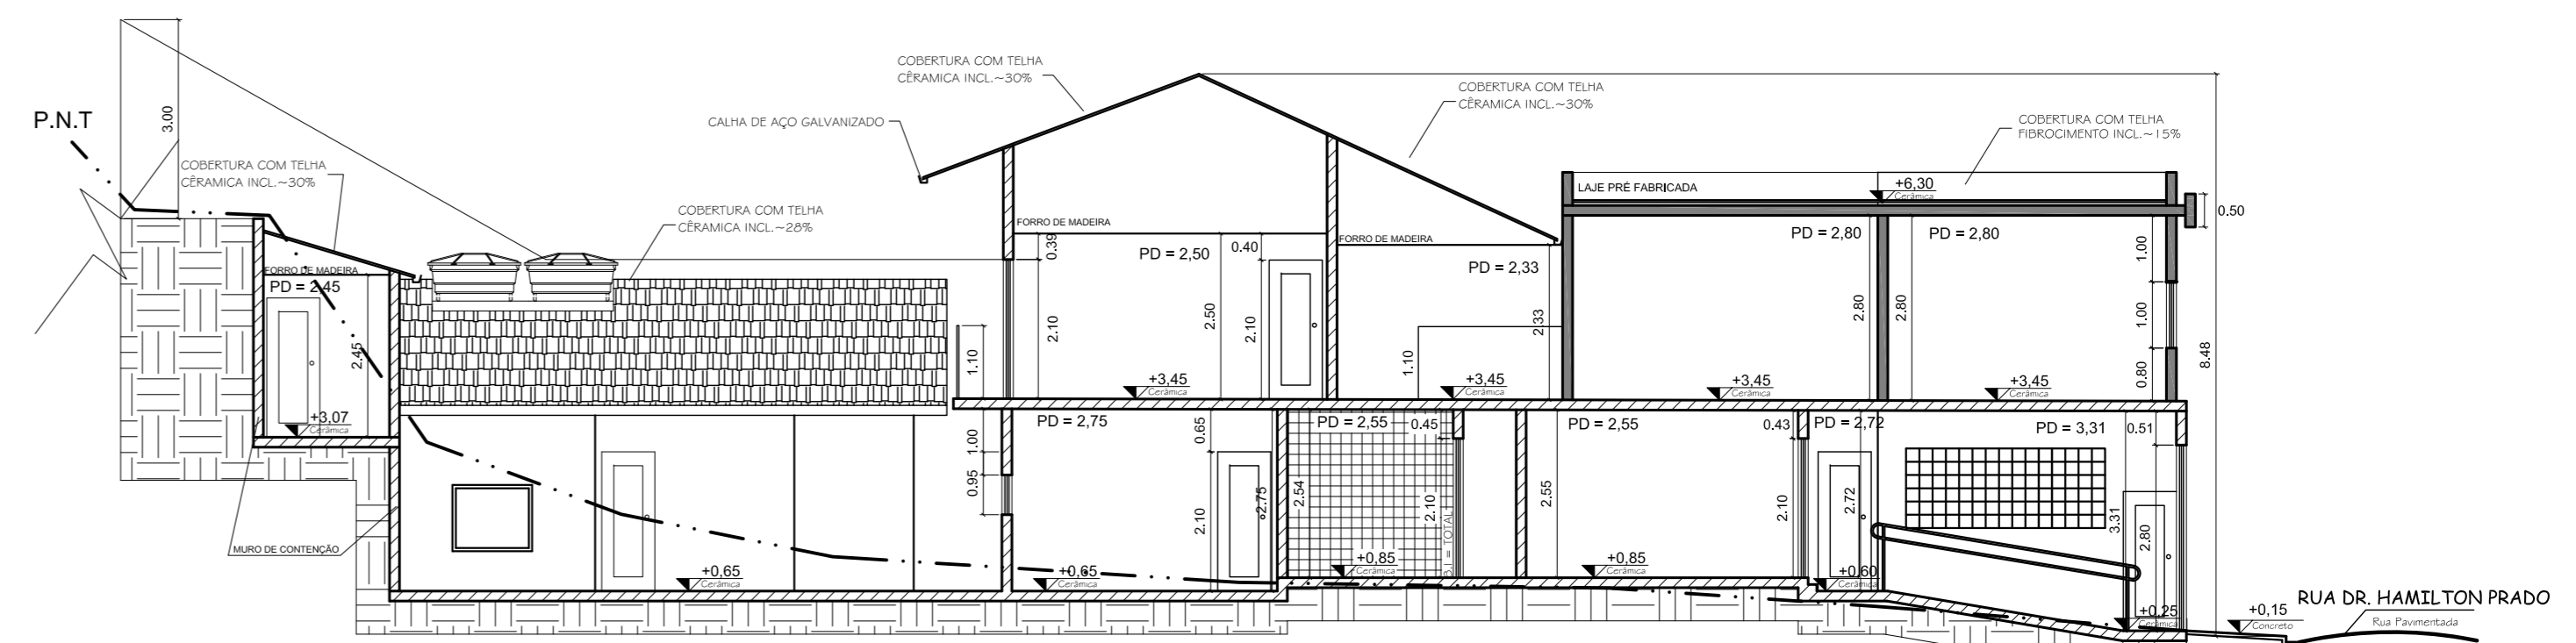 COBERTURA COM TELHA
CÊRAMICA INCL.~30%
COBERTURA COM TELHA
CÊRAMICA INCL.~30%
CALHA DE AÇO GALVANIZADO
COBERTURA COM TELHA
FIBROCIMENTO INCL.~15%
P.N.T
3.00
COBERTURA COM TELHA
CÊRAMICA INCL.~30%
COBERTURA COM TELHA
CÊRAMICA INCL.~28%
LAJE PRÉ FABRICADA
+6,30
Cerâmica
0.50
FORRO DE MADEIRA
FORRO DE MADEIRA
FORRO DE MADEIRA
0.39
0.40
PD = 2,50
PD = 2,33
PD = 2,80
PD = 2,80
1.00
PD = 2,45
2.45
1.10
2.10
2.50
2.10
1.10
2.33
2.80
2.80
1.00
0.80
8.48
+3,07
Cerâmica
+3,45
Cerâmica
+3,45
Cerâmica
+3,45
Cerâmica
+3,45
Cerâmica
PD = 2,75
PD = 2,55
0.45
PD = 2,55
0.43
PD = 2,72
PD = 3,31
0.51
1.00
0.95
0.65
2.10
2.75
2.54
2.10
= TOTAL
2.55
2.10
2.72
3.31
2.80
MURO DE CONTENÇÃO
+0,65
Cerâmica
+0,65
Cerâmica
+0,85
Cerâmica
+0,85
Cerâmica
+0,60
Cerâmica
+0,25
Cerâmica
+0,15
Concreto
RUA DR. HAMILTON PRADO
Rua Pavimentada